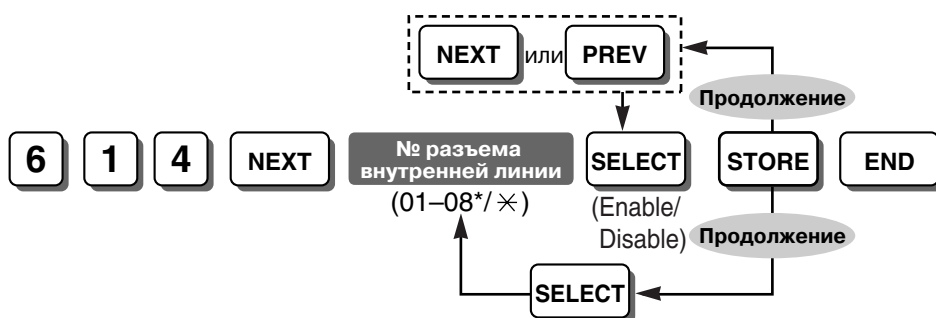 NEXT или PREV
Продолжение
6 1 4 NEXT № разъема внутренней линии SELECT STORE END
(01–08*/✳)
(Enable/
Disable)
Продолжение
SELECT